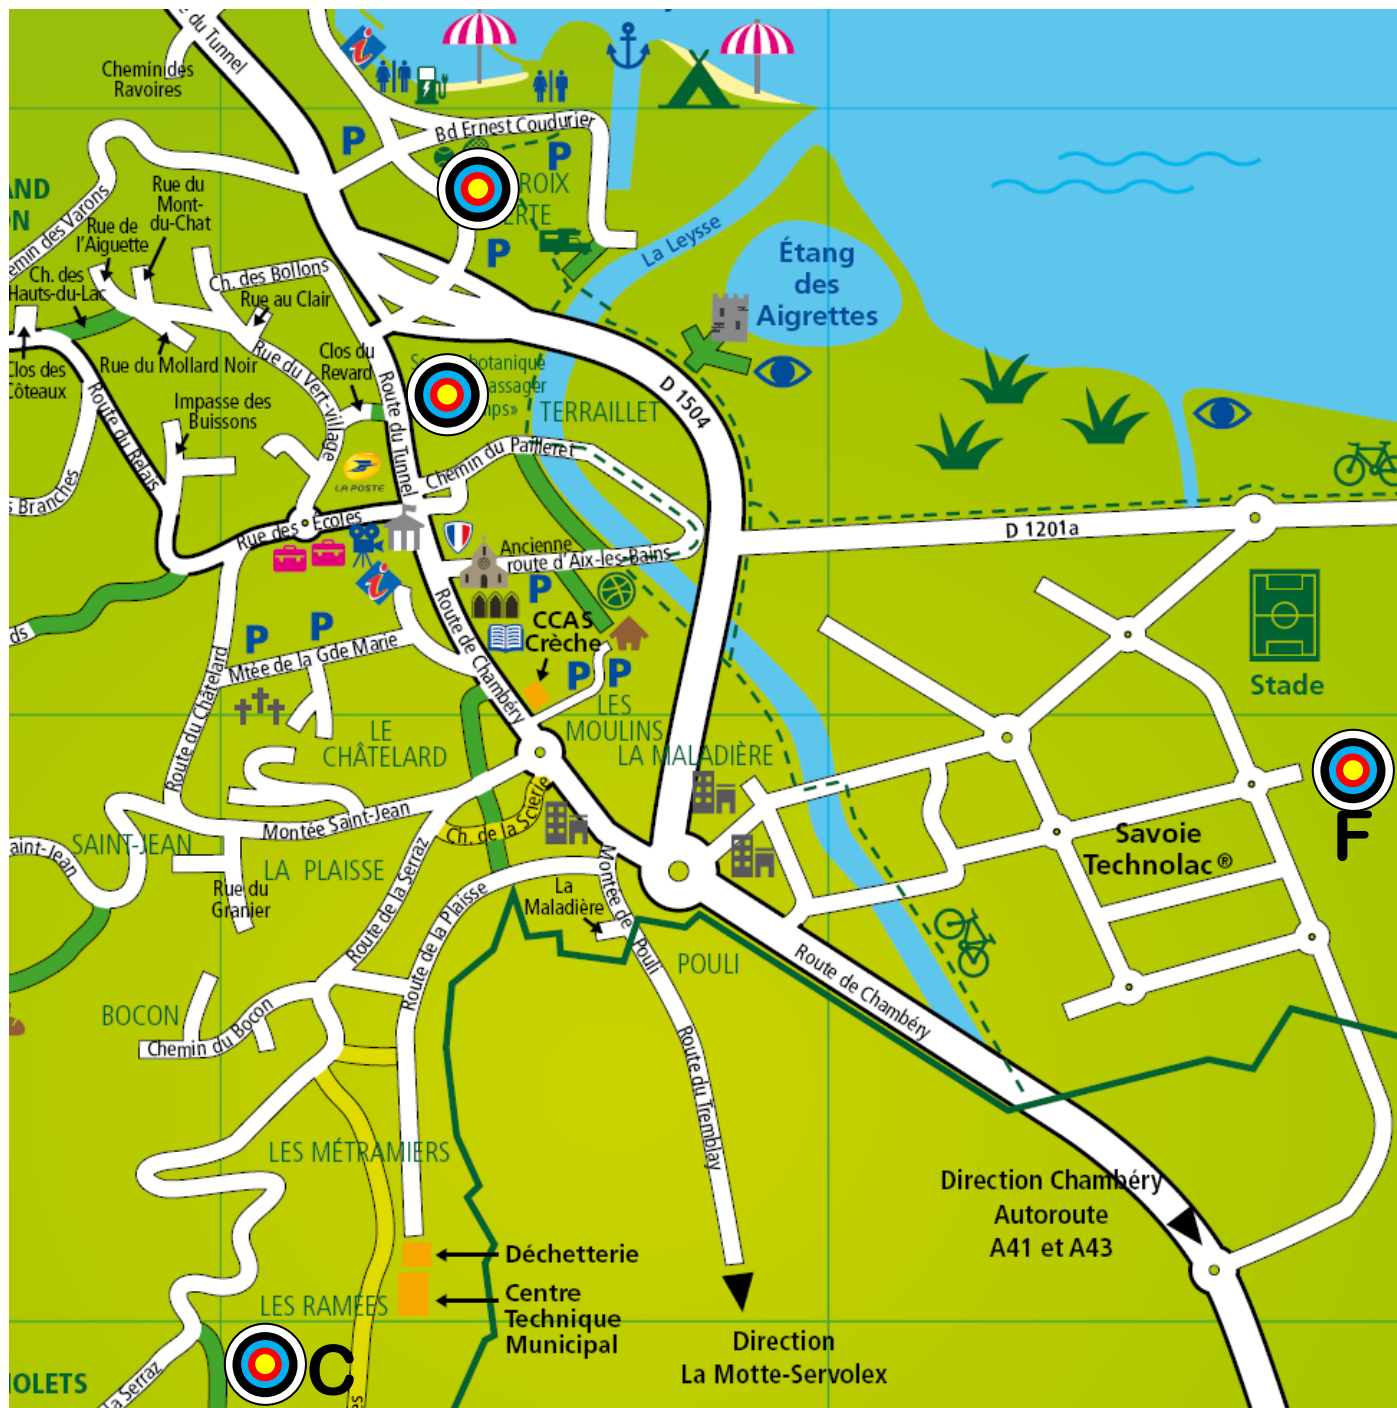 du Tunnel
Chemin des
Ravoires
Bd Ernest Coudurier
P
P
P
Rue du
Mont-
du-Chat
Rue de
l'Aiguette
Ch. des
Hauts-du-Lac
Ch. des Bollons
Rue au Clair
La Leysse
Étang
des
Aigrettes
Clos des
Côteaux
Rue du Mollard Noir
Rue du Vert-village
Clos du
Revard
Route du Tunnel
botanique
D 1504
TERRAILLET
Route du Relais
Impasse des
Buissons
LA POSTE
Chemin du Pailleret
Branches
Rue des Écoles
D 1201a
Ancienne
route d'Aix-les-Bains
P
CCAS
Crèche
P
P
P
P
Mtée de la Gde Marie
Route de Chambéry
Route du Châtelard
Stade
LES
MOULINS
LE
CHÂTELARD
LA MALADIÈRE
Montée Saint-Jean
Ch. de la Scierie
SAINT-JEAN
LA PLAISSE
Rue du
Granier
Route de la Serraz
Route de la Plaisse
La
Maladière
Montée de Pouli
POULI
Savoie
Technolac®
F
Route de Chambéry
BOCON
Chemin du Bocon
Route du Tremblay
LES MÉTRAMIERS
Direction Chambéry
Autoroute
A41 et A43
Déchetterie
Centre
Technique
Municipal
LES RAMÉES
Direction
La Motte-Servolex
C
La Serraz